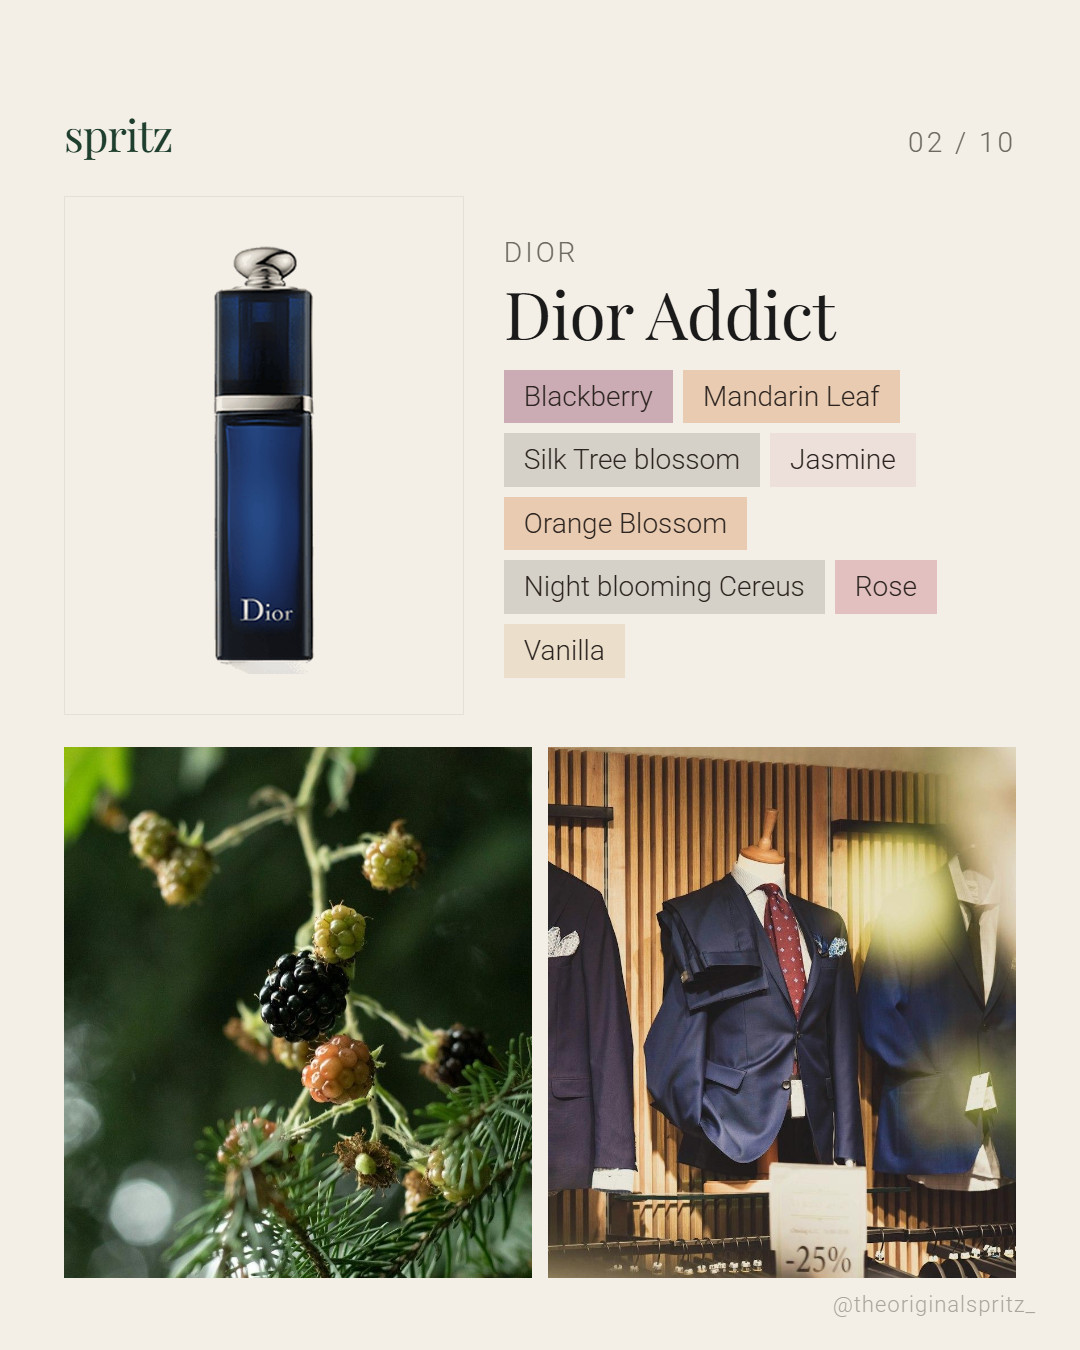 spritz
02 / 10
DIOR
Dior Addict
Blackberry
Mandarin Leaf
Silk Tree blossom
Jasmine
Orange Blossom
Night blooming Cereus
Rose
Vanilla
Dior
-25%
@theoriginalspritz_